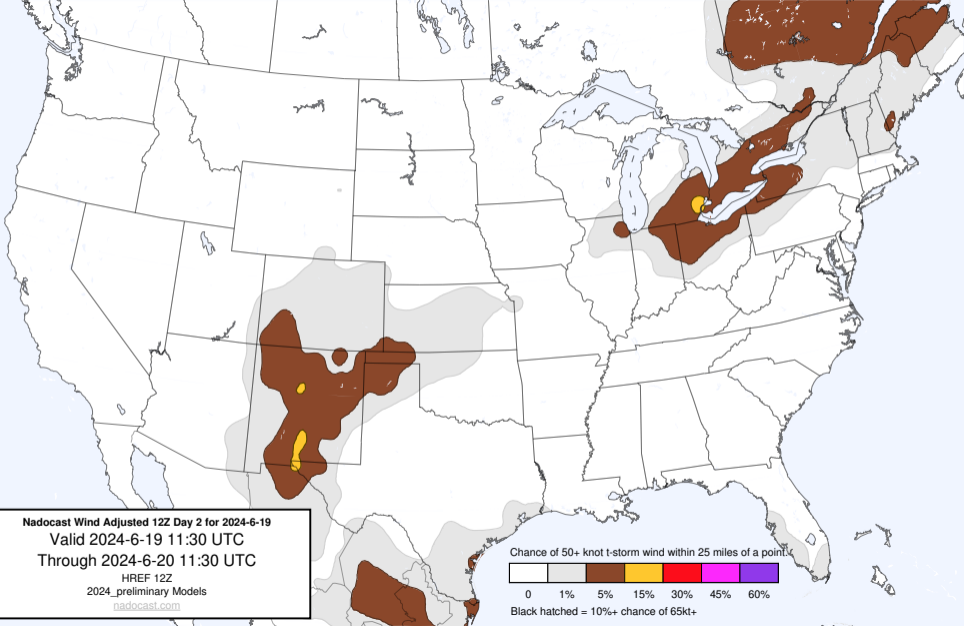 Nadocast Wind Adjusted 12Z Day 2 for 2024-6-19
Valid 2024-6-19 11:30 UTC
Through 2024-6-20 11:30 UTC
HREF 12Z
2024_preliminary Models
nadocast.com
Chance of 50+ knot t-storm wind within 25 miles of a point.
0 1% 5% 15% 30% 45% 60%
Black hatched = 10%+ chance of 65kt+